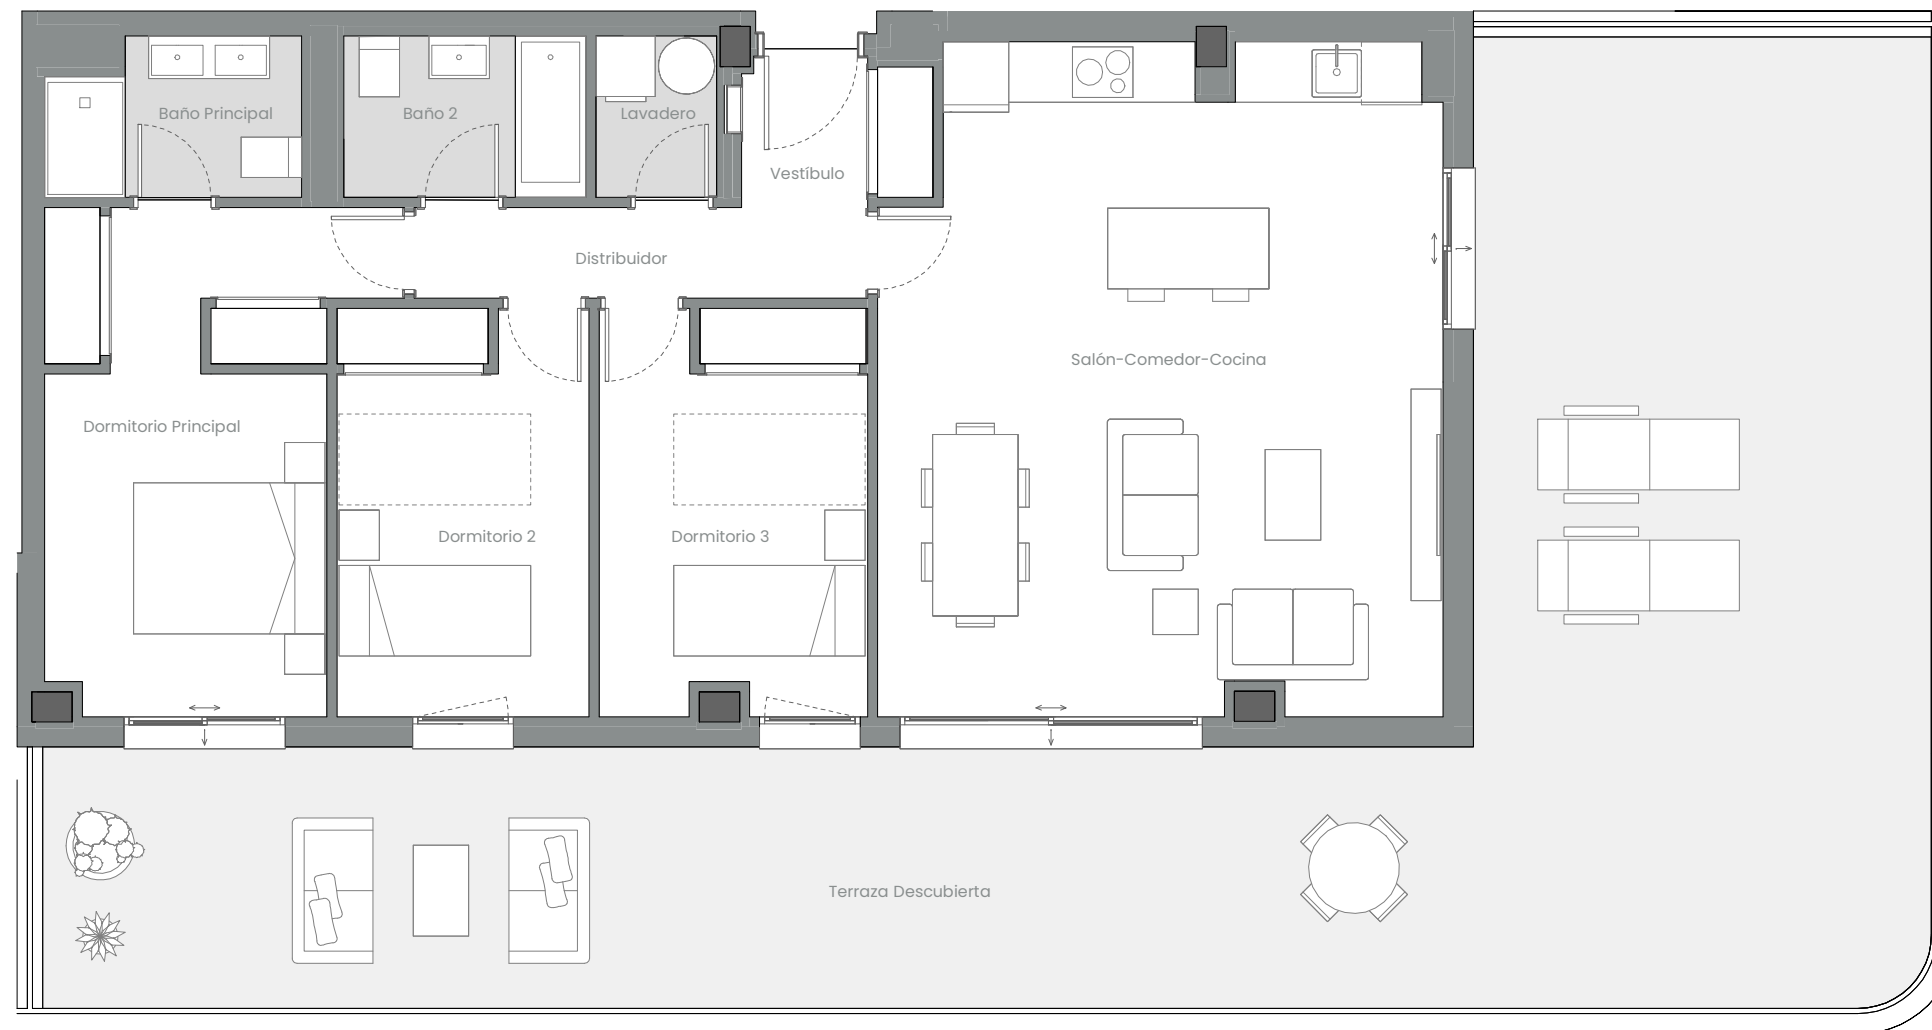 Baño Principal
Baño 2
Lavadero
Vestíbulo
Distribuidor
Salón-Comedor-Cocina
Dormitorio Principal
Dormitorio 2
Dormitorio 3
Terraza Descubierta